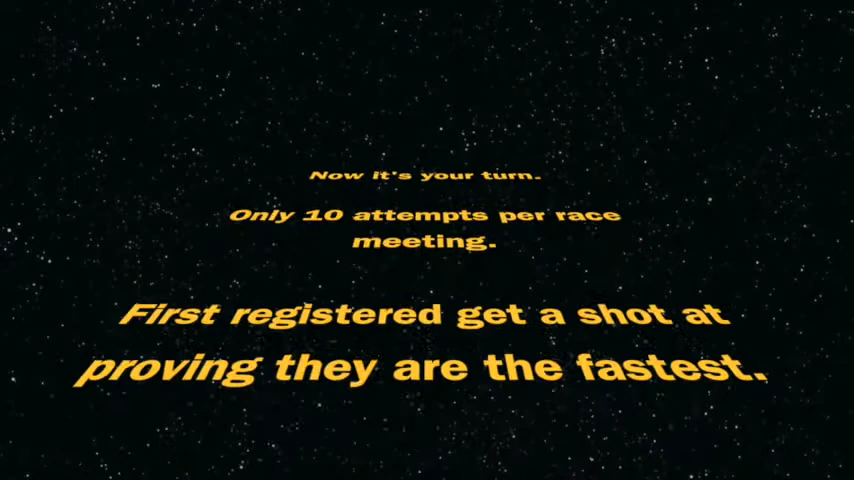 Now it's your turn.
Only 10 attempts per race
meeting.
First registered get a shot at
proving they are the fastest.